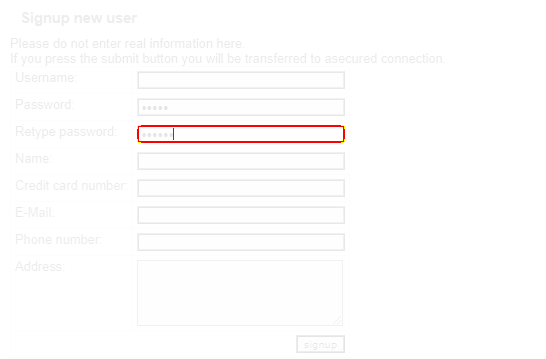 Signup new user
Please do not enter real information here.
If you press the submit button you will be transferred to asecured connection.
Username:
Password: •••••
Retype password: ••••••
Name:
Credit card number:
E-Mail:
Phone number:
Address:
signup